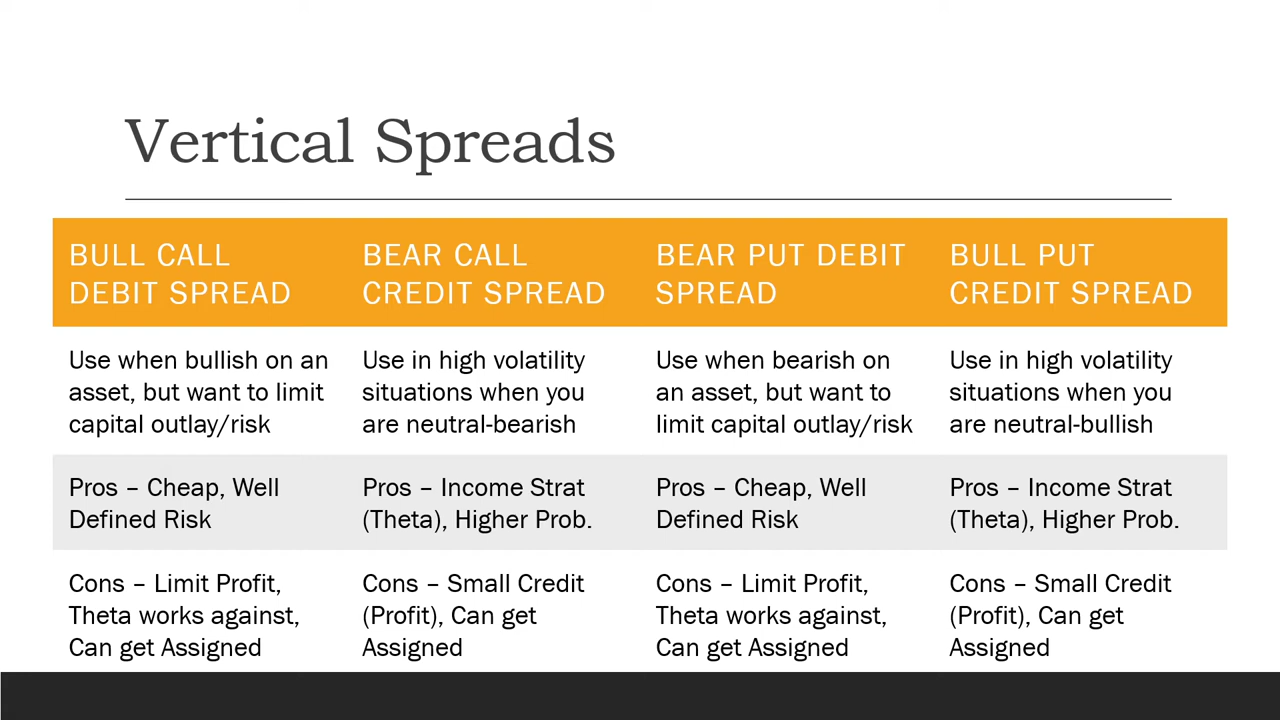 Vertical Spreads
BULL CALL
DEBIT SPREAD
BEAR CALL
CREDIT SPREAD
BEAR PUT DEBIT
SPREAD
BULL PUT
CREDIT SPREAD
Use when bullish on an
asset, but want to limit
capital outlay/risk
Use in high volatility
situations when you
are neutral-bearish
Use when bearish on
an asset, but want to
limit capital outlay/risk
Use in high volatility
situations when you
are neutral-bullish
Pros – Cheap, Well
Defined Risk
Pros – Income Strat
(Theta), Higher Prob.
Pros – Cheap, Well
Defined Risk
Pros – Income Strat
(Theta), Higher Prob.
Cons – Limit Profit,
Theta works against,
Can get Assigned
Cons – Small Credit
(Profit), Can get
Assigned
Cons – Limit Profit,
Theta works against,
Can get Assigned
Cons – Small Credit
(Profit), Can get
Assigned